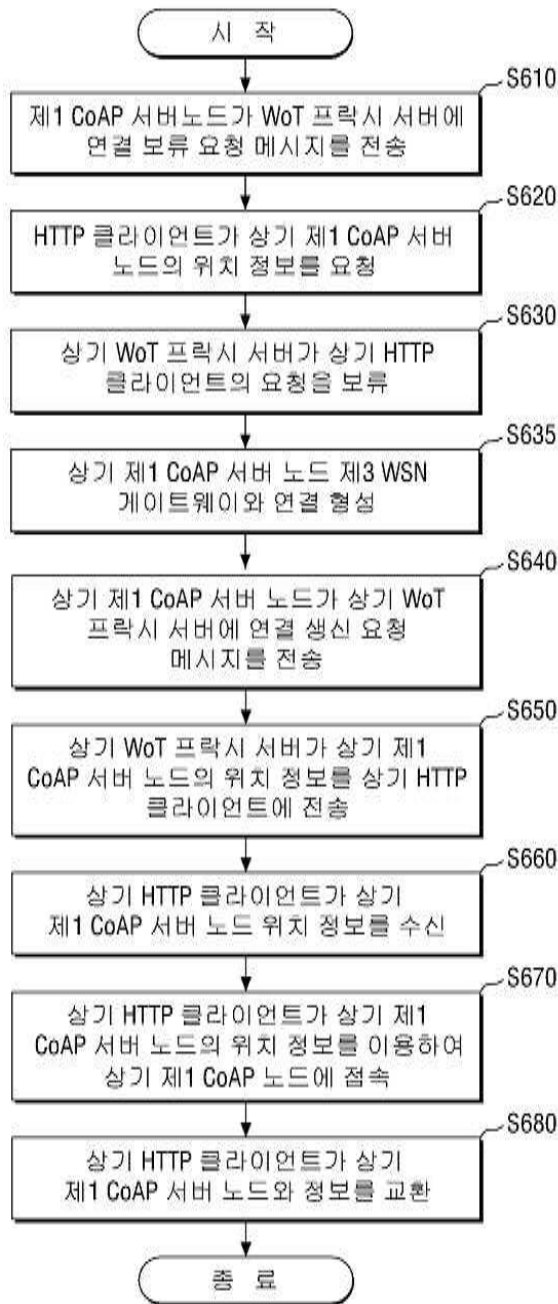 시 작
S610
제1 CoAP 서버노드가 WoT 프락시 서버에
연결 보류 요청 메시지를 전송
S620
HTTP 클라이언트가 상기 제1 CoAP 서버
노드의 위치 정보를 요청
S630
상기 WoT 프락시 서버가 상기 HTTP
클라이언트의 요청을 보류
S635
상기 제1 CoAP 서버 노드 제3 WSN
게이트웨이와 연결 형성
S640
상기 제1 CoAP 서버 노드가 상기 WoT
프락시 서버에 연결 생신 요청
메시지를 전송
S650
상기 WoT 프락시 서버가 상기 제1
CoAP 서버 노드의 위치 정보를 상기 HTTP
클라이언트에 전송
S660
상기 HTTP 클라이언트가 상기
제1 CoAP 서버 노드 위치 정보를 수신
S670
상기 HTTP 클라이언트가 상기 제1
CoAP 서버 노드의 위치 정보를 이용하여
상기 제1 CoAP 노드에 접속
S680
상기 HTTP 클라이언트가 상기
제1 CoAP 서버 노드와 정보를 교환
종 료